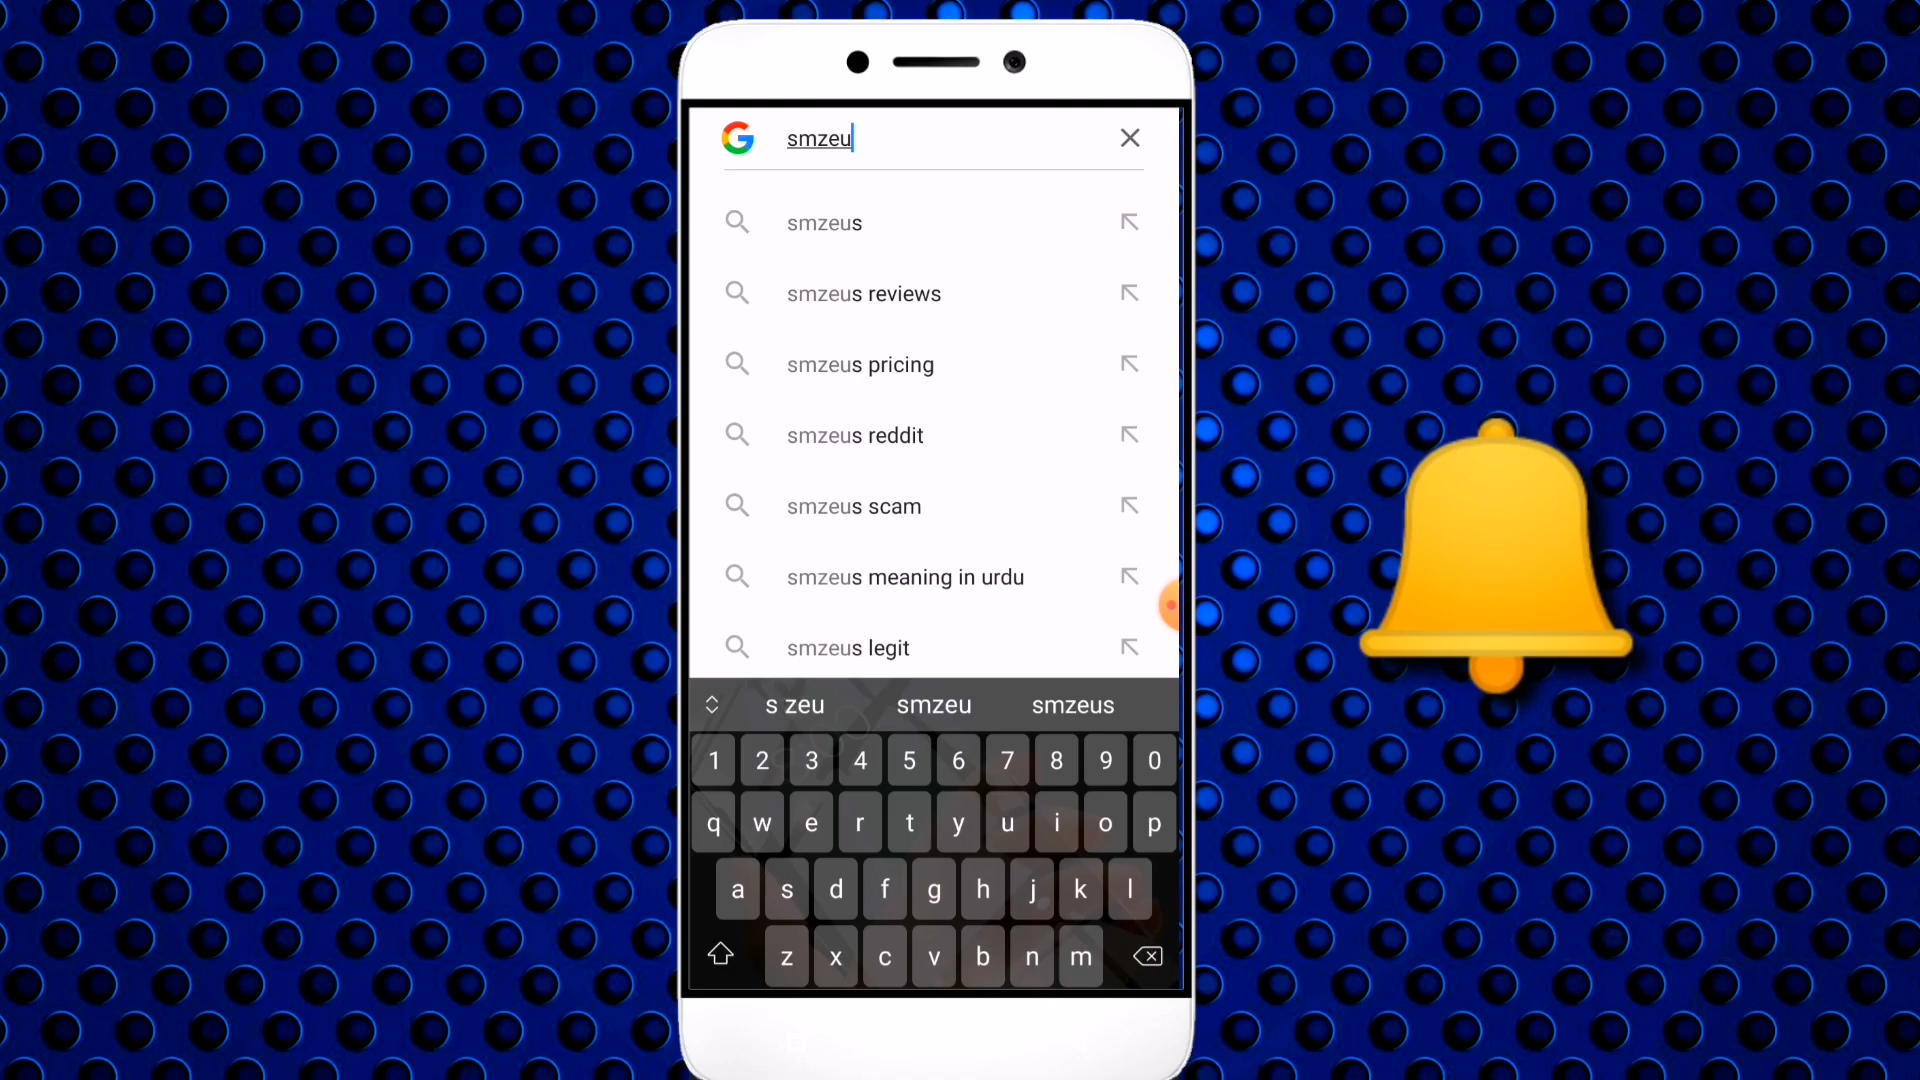 smzeu
smzeus
smzeus reviews
smzeus pricing
smzeus reddit
smzeus scam
smzeus meaning in urdu
smzeus legit
s zeu smzeu smzeus
1 2 3 4 5 6 7 8 9 0
q w e r t y u i o p
a s d f g h j k l
z x c v b n m